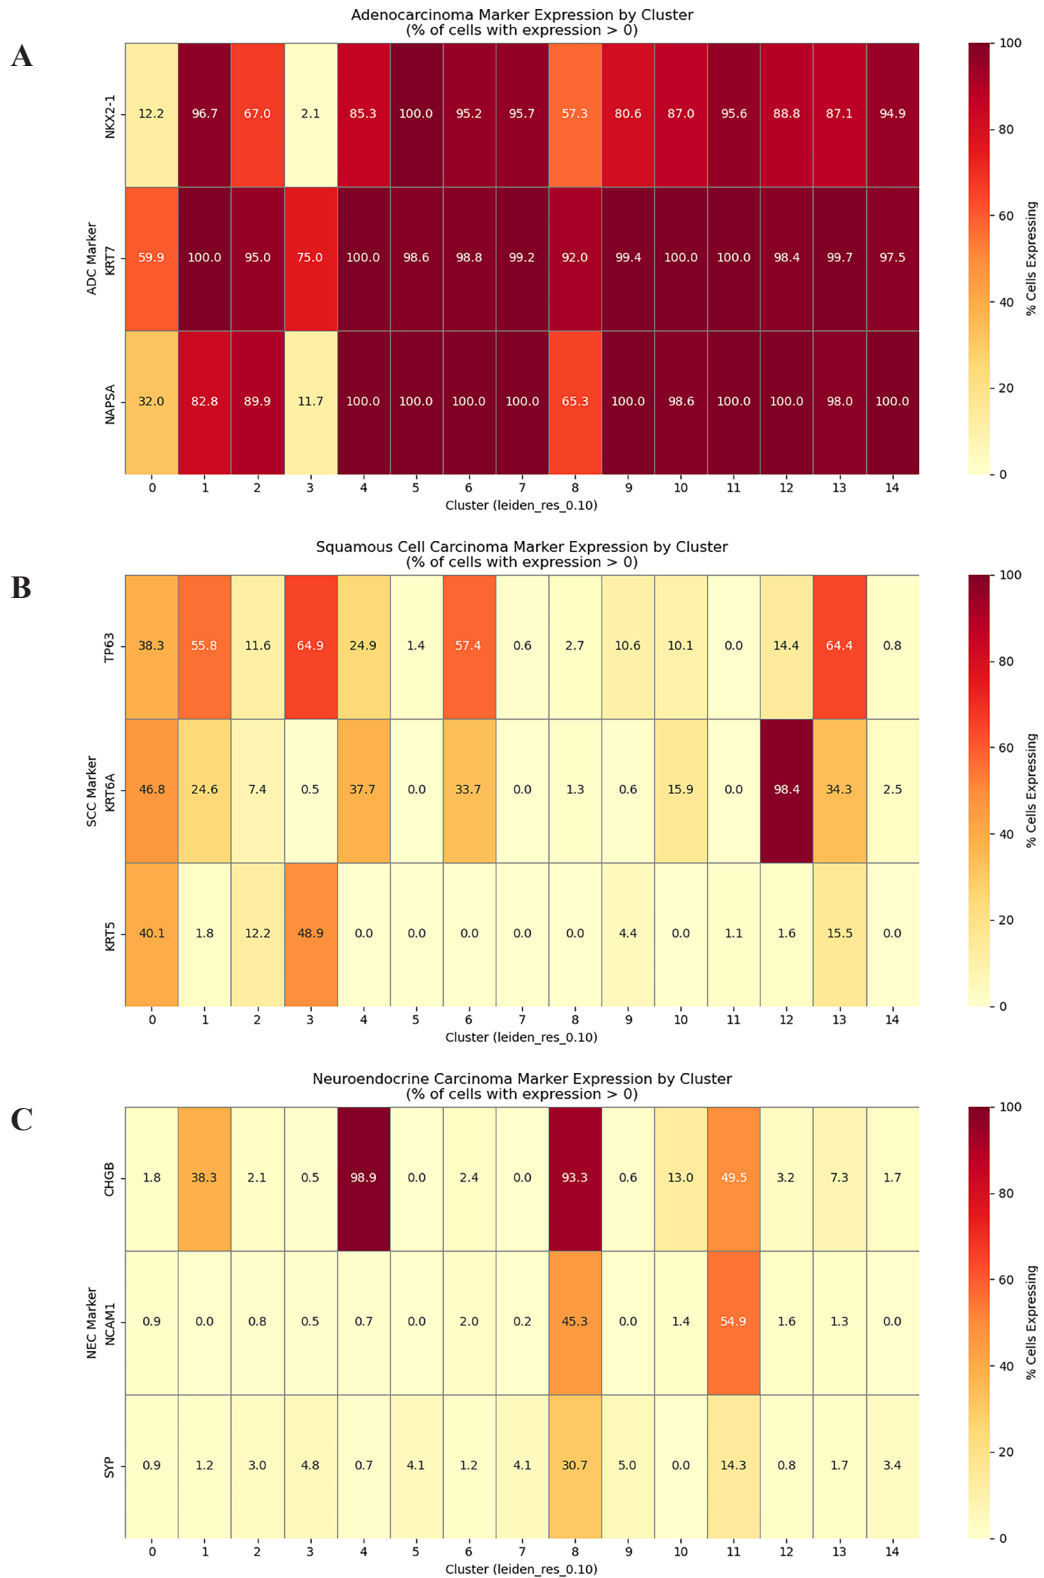 A
Adenocarcinoma Marker Expression by Cluster
(% of cells with expression > 0)
ADC Marker
NKX2-1
12.2 96.7 67.0 2.1 85.3 100.0 95.2 95.7 57.3 80.6 87.0 95.6 88.8 87.1 94.9
KRT7
59.9 100.0 95.0 75.0 100.0 98.6 98.8 99.2 92.0 99.4 100.0 100.0 98.4 99.7 97.5
NAPSA
32.0 82.8 89.9 11.7 100.0 100.0 100.0 100.0 65.3 100.0 98.6 100.0 100.0 98.0 100.0
0 1 2 3 4 5 6 7 8 9 10 11 12 13 14
Cluster (leiden_res_0.10)
100
80
60
40
20
0
% Cells Expressing
B
Squamous Cell Carcinoma Marker Expression by Cluster
(% of cells with expression > 0)
SCC Marker
TP63
38.3 55.8 11.6 64.9 24.9 1.4 57.4 0.6 2.7 10.6 10.1 0.0 14.4 64.4 0.8
KRT6A
46.8 24.6 7.4 0.5 37.7 0.0 33.7 0.0 1.3 0.6 15.9 0.0 98.4 34.3 2.5
KRT5
40.1 1.8 12.2 48.9 0.0 0.0 0.0 0.0 0.0 4.4 0.0 1.1 1.6 15.5 0.0
0 1 2 3 4 5 6 7 8 9 10 11 12 13 14
Cluster (leiden_res_0.10)
100
80
60
40
20
0
% Cells Expressing
C
Neuroendocrine Carcinoma Marker Expression by Cluster
(% of cells with expression > 0)
NEC Marker
CHGB
1.8 38.3 2.1 0.5 98.9 0.0 2.4 0.0 93.3 0.6 13.0 49.5 3.2 7.3 1.7
NCAM1
0.9 0.0 0.8 0.5 0.7 0.0 2.0 0.2 45.3 0.0 1.4 54.9 1.6 1.3 0.0
SYP
0.9 1.2 3.0 4.8 0.7 4.1 1.2 4.1 30.7 5.0 0.0 14.3 0.8 1.7 3.4
0 1 2 3 4 5 6 7 8 9 10 11 12 13 14
Cluster (leiden_res_0.10)
100
80
60
40
20
0
% Cells Expressing